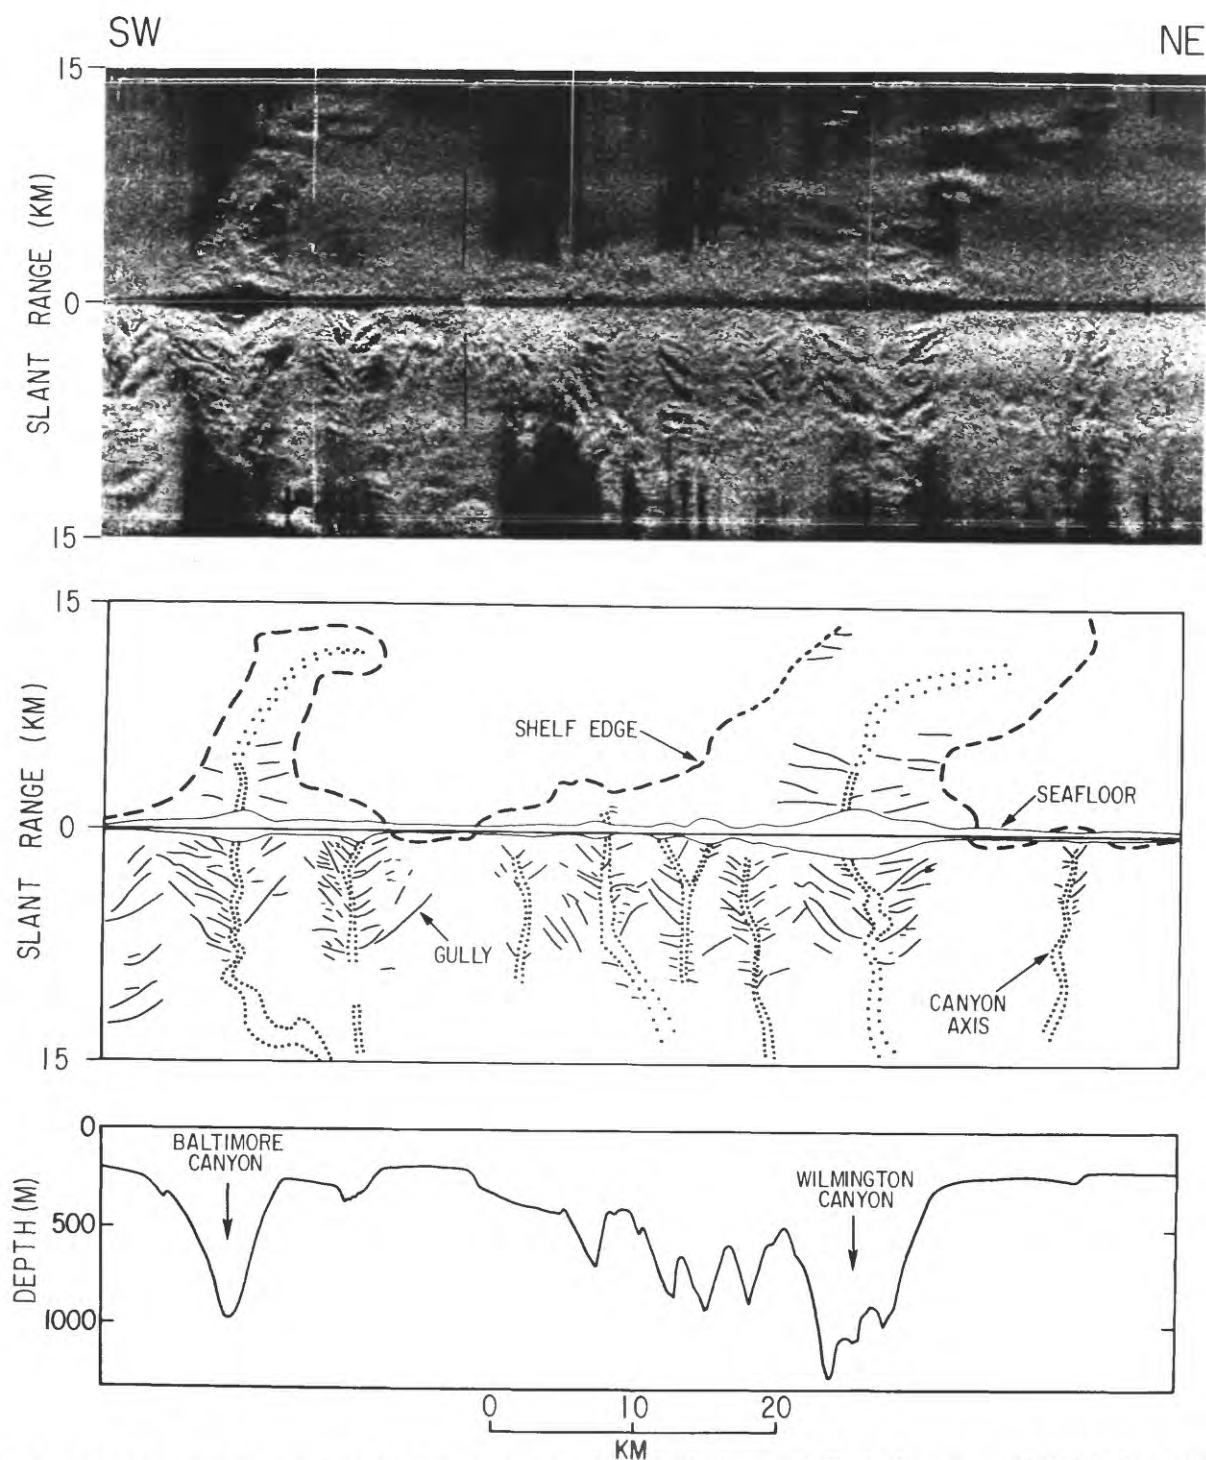 SW
NE
15
SLANT RANGE (KM)
0
15
15
SLANT RANGE (KM)
SHELF EDGE
SEAFLOOR
0
GULLY
CANYON
AXIS
15
0
BALTIMORE
CANYON
WILMINGTON
CANYON
DEPTH (M)
500
1000
0 10 20
KM